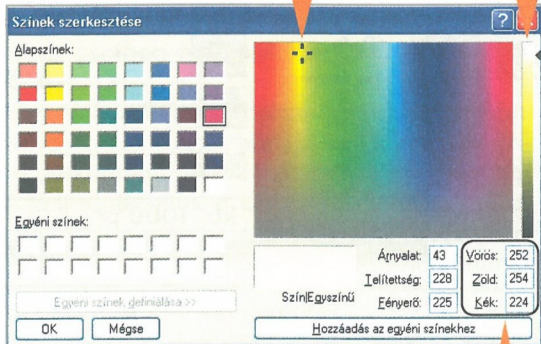 Színek szerkesztése
Alapszínek:
Egyéni színek:
Egyéni színek definiálása >>
OK Mégse
Szín|Egyszínű
Árnyalat: 43
Telítettség: 228
Fényerő: 225
Vörös: 252
Zöld: 254
Kék: 224
Hozzáadás az egyéni színekhez